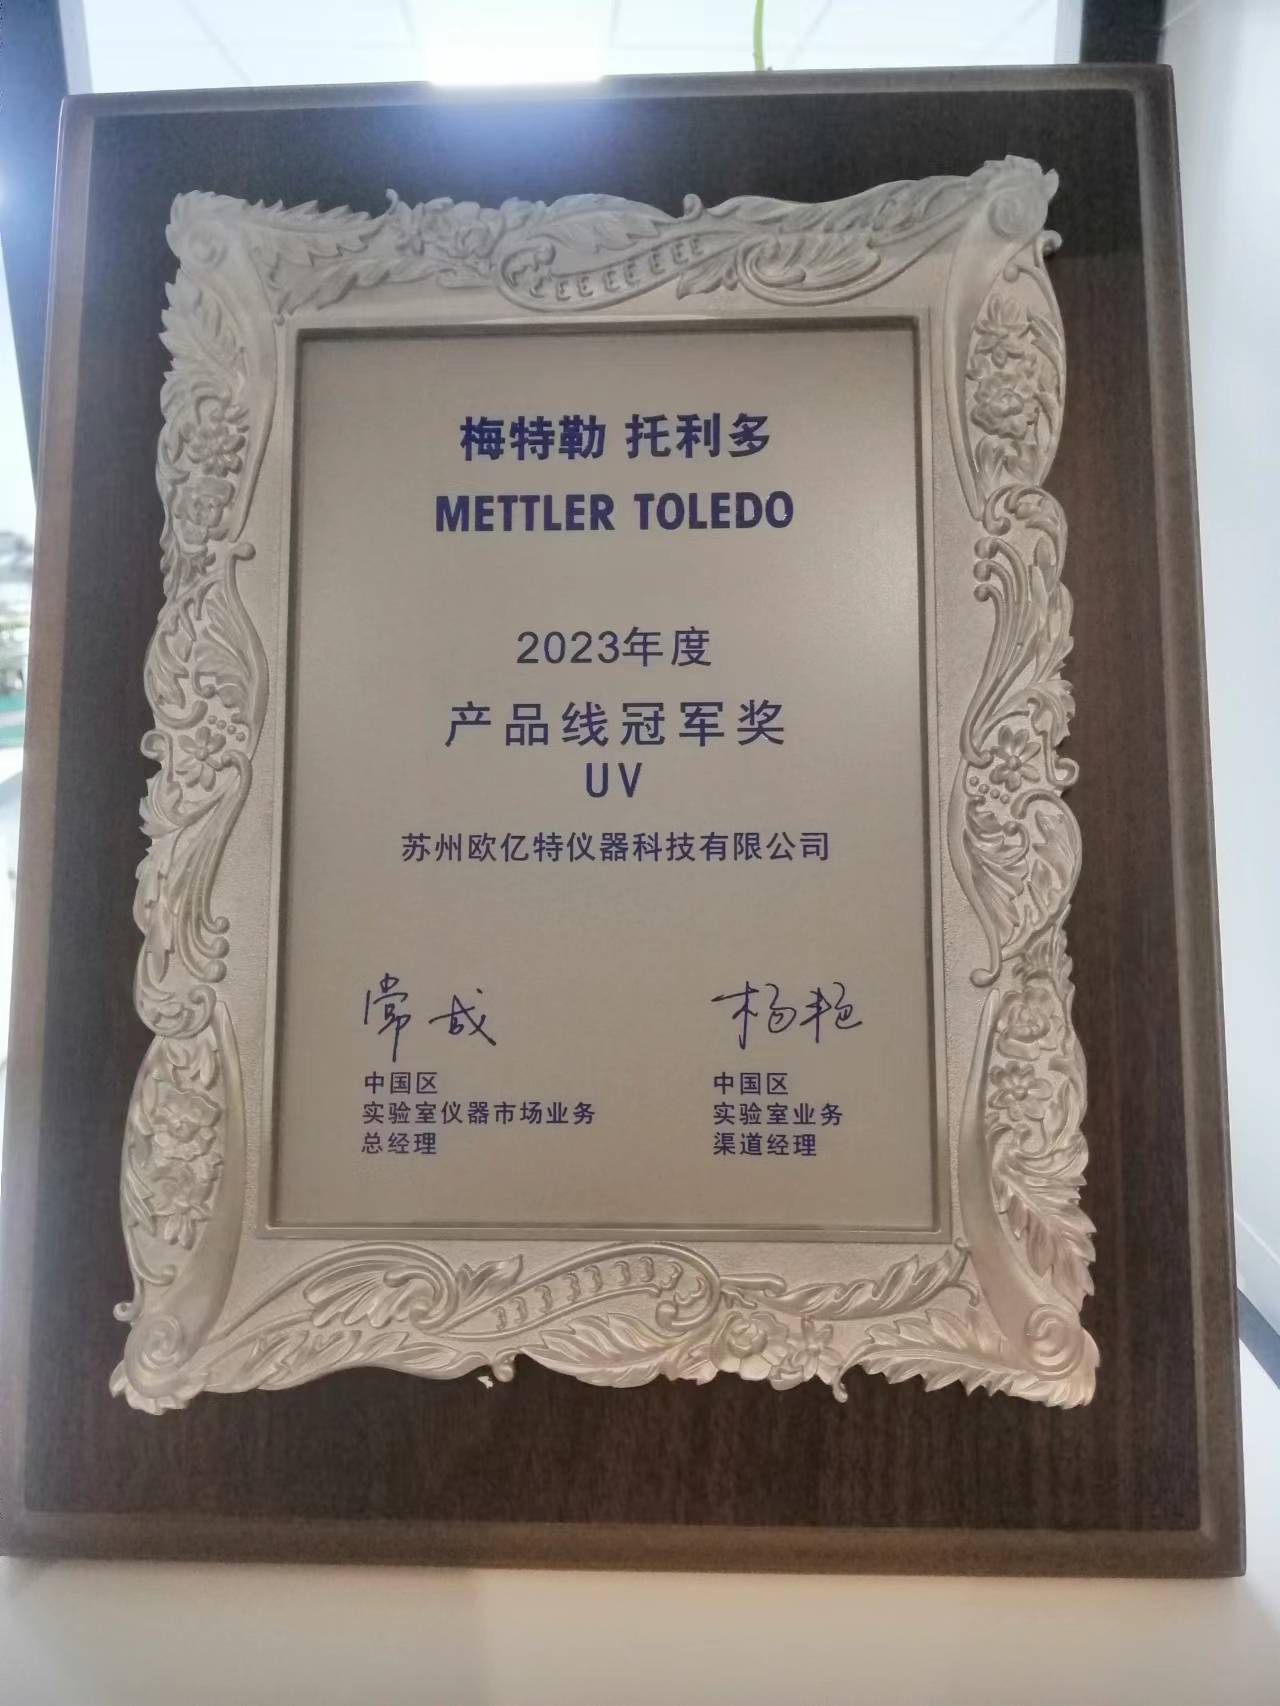 梅特勒 托利多
METTLER TOLEDO
2023年度
产品线冠军奖
UV
苏州欧亿特仪器科技有限公司
杨艳
中国区
实验室仪器市场业务
总经理
中国区
实验室业务
渠道经理